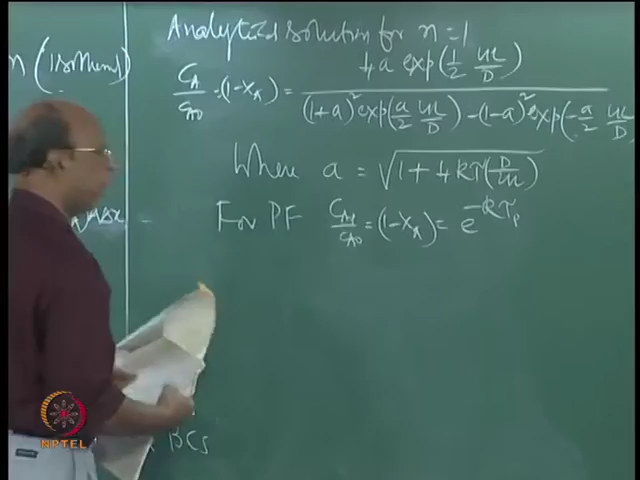 n (isothermal)
Analytical solution for n = 1
C_A/C_A0 = (1-X_A) = 4a exp(1/2 uL/D) / ((1+a)^2 exp(a/2 uL/D) - (1-a)^2 exp(-a/2 uL/D))
Where a = √(1 + 4kτ(D/uL))
For PF C_A/C_A0 = (1-X_A) = e^(-kτ_p)
BCs
NPTEL